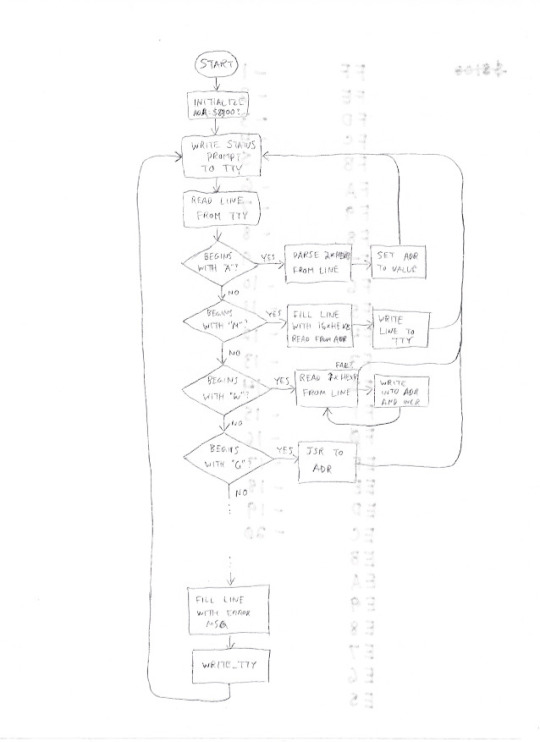 START
INITIALIZE
WRITE STATUS
PROMPT
TO TTY
READ LINE
FROM TTY
BEGINS
WITH "A"?
YES
PARSE 2xHEX
FROM LINE
SET ADR
TO VALUE
NO
BEGINS
WITH "M"?
YES
FILL LINE
WITH 16xHEX
READ FROM ADR
WRITE
LINE TO
TTY
NO
BEGINS
WITH "W"?
YES
READ 2xHEX
FROM LINE
FAIL
WRITE
INTO ADR
AND INCR
NO
BEGINS
WITH "G"?
YES
JSR TO
ADR
NO
FILL LINE
WITH ERROR
MSG
WRITE_TTY